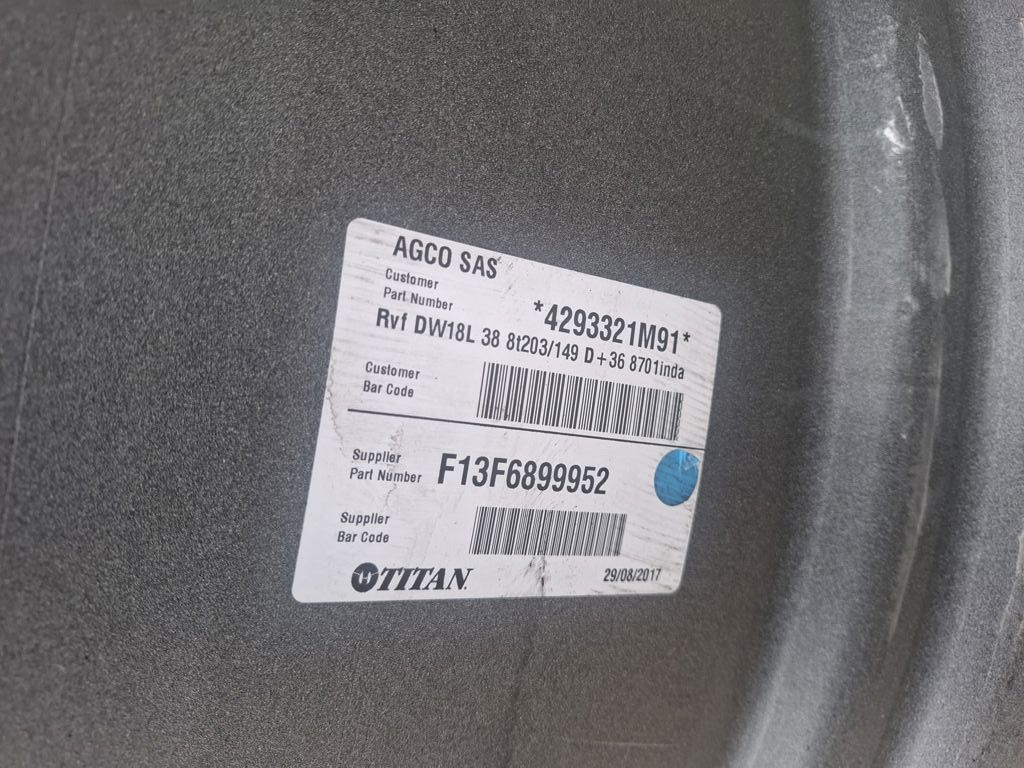 AGCO SAS
Customer
Part Number
*4293321M91*
Rvf DW18L 38 8t203/149 D+36 8701inda
Customer
Bar Code
Supplier
Part Number
F13F6899952
Supplier
Bar Code
TITAN
29/08/2017